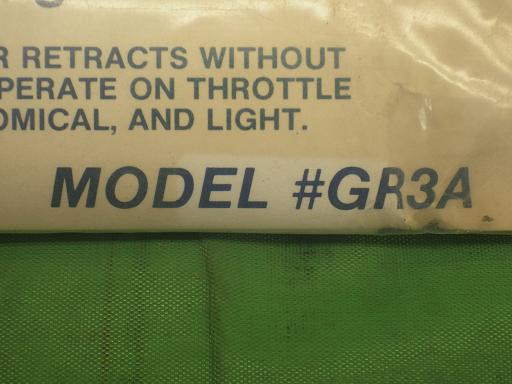 R RETRACTS WITHOUT
PERATE ON THROTTLE
OMICAL, AND LIGHT.
MODEL #GR3A